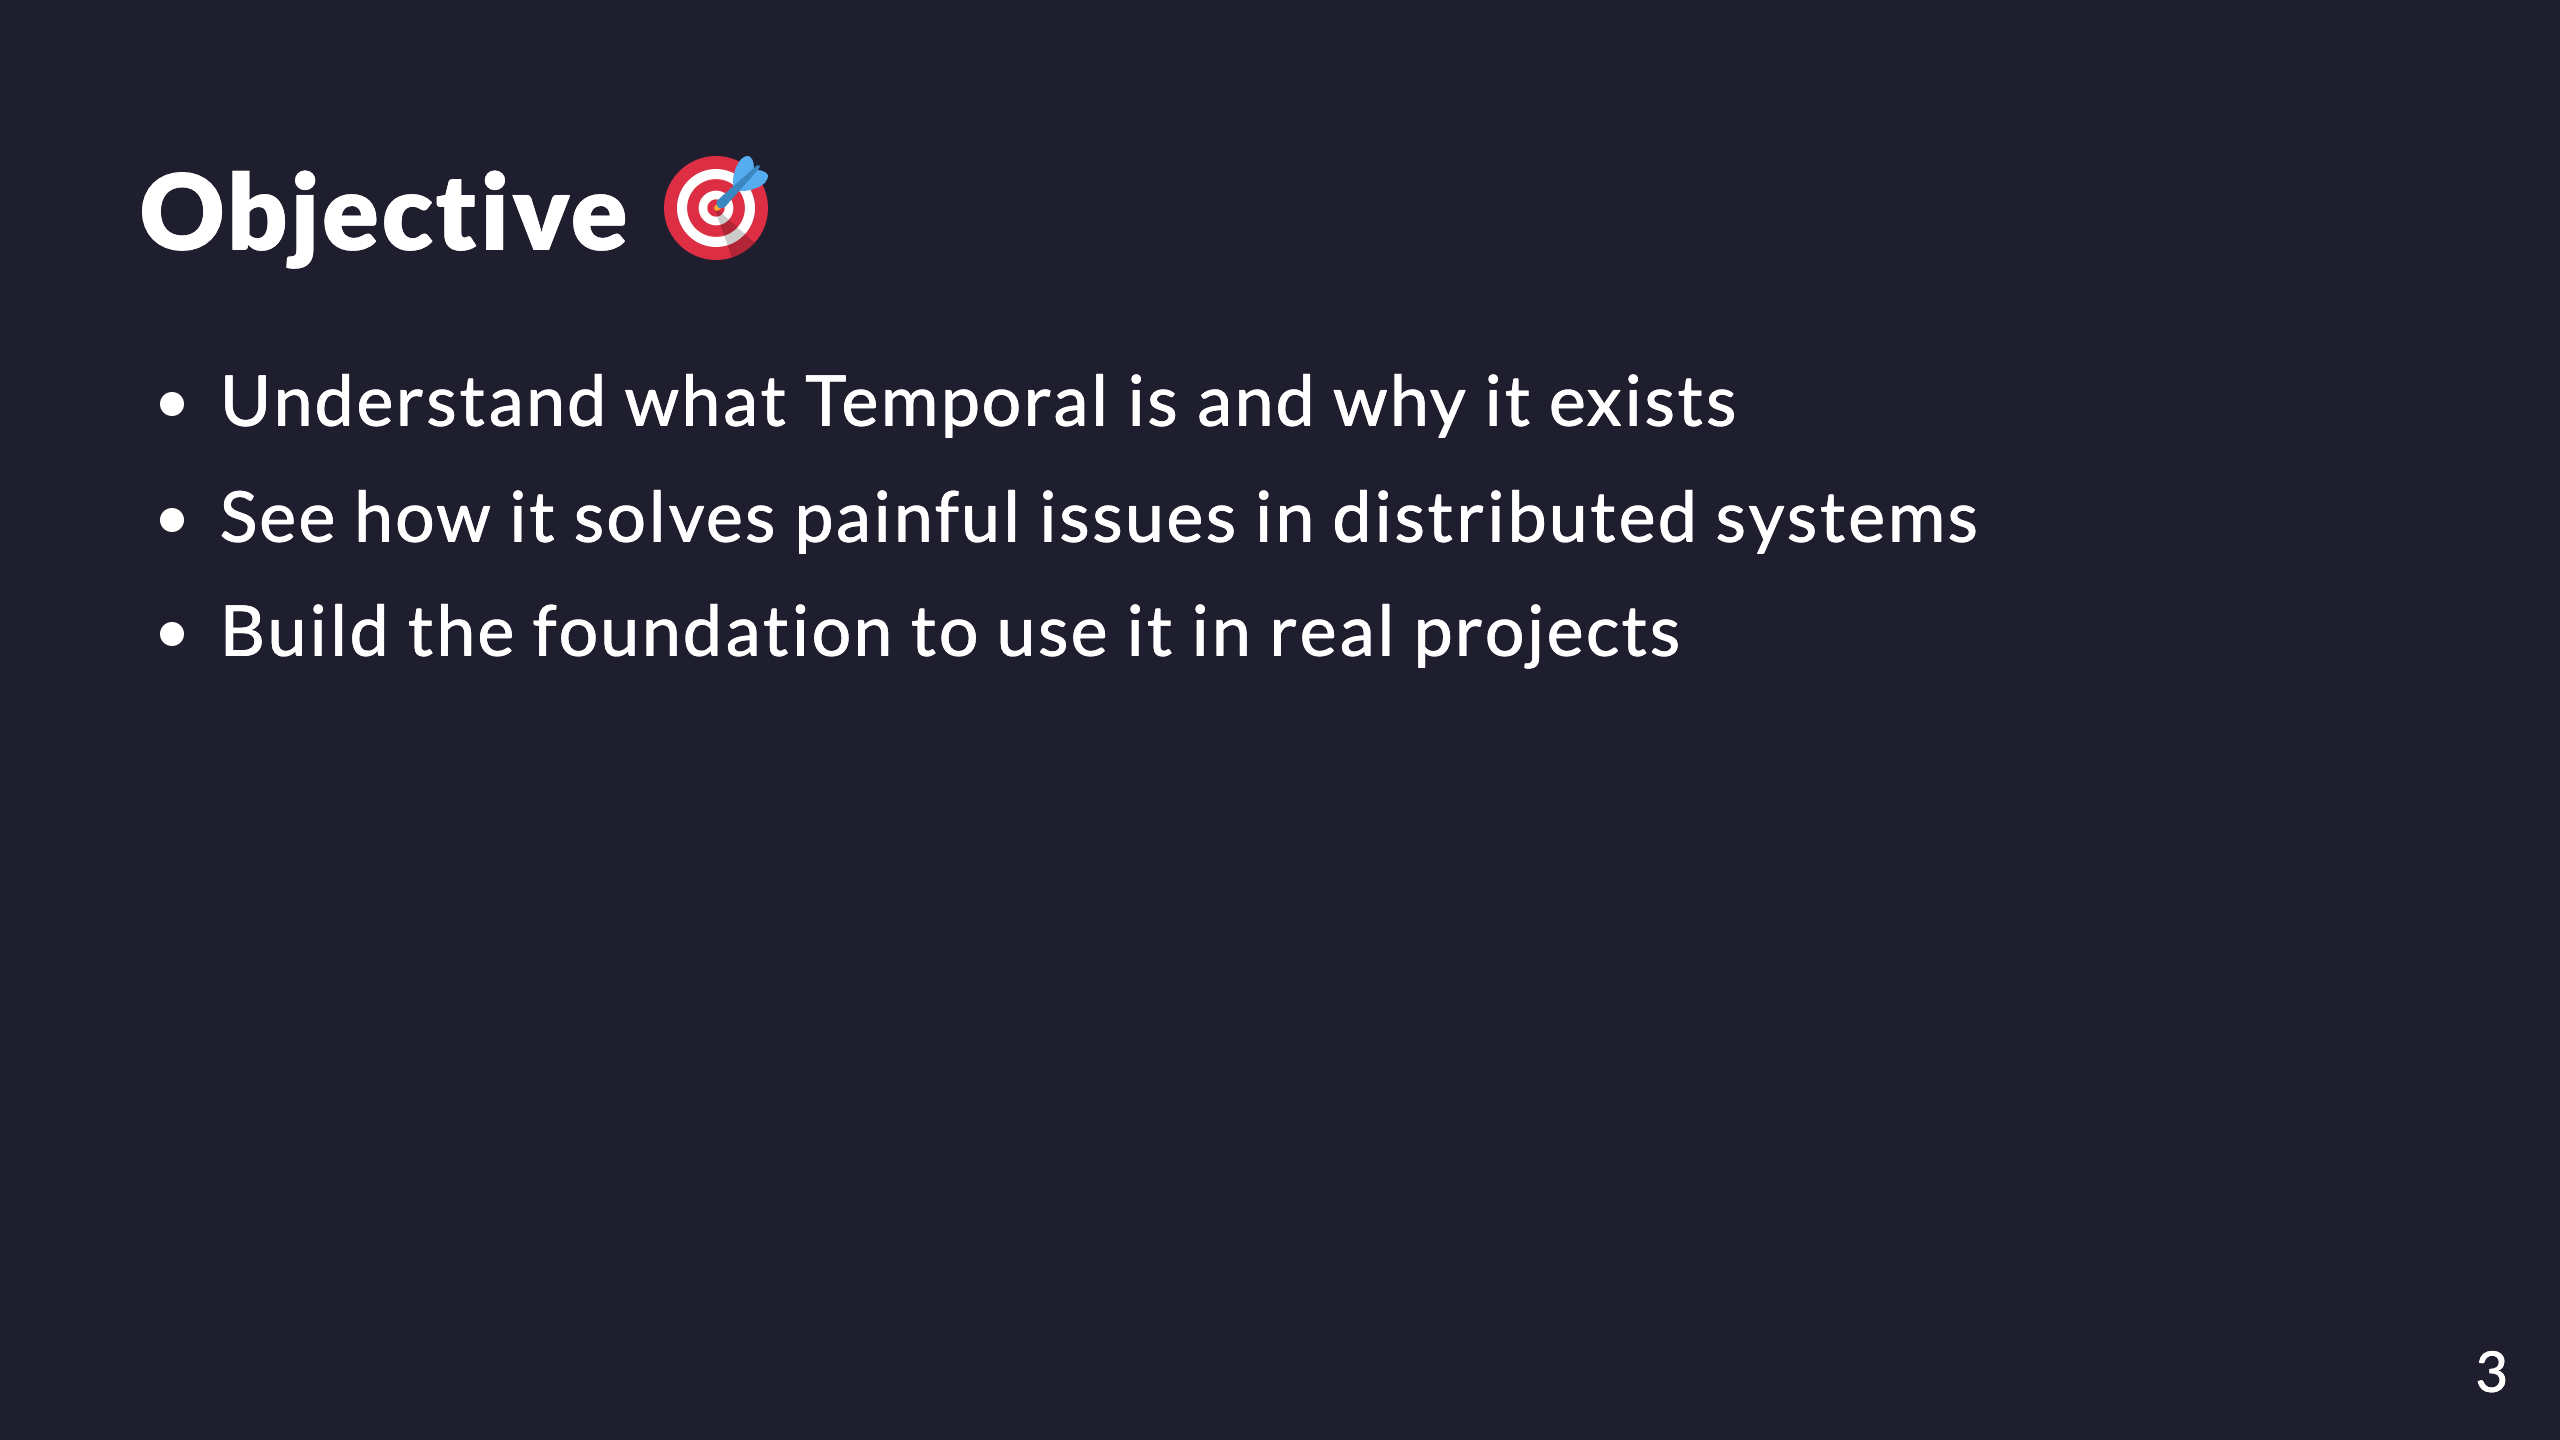 Objective 🎯
• Understand what Temporal is and why it exists
• See how it solves painful issues in distributed systems
• Build the foundation to use it in real projects
3